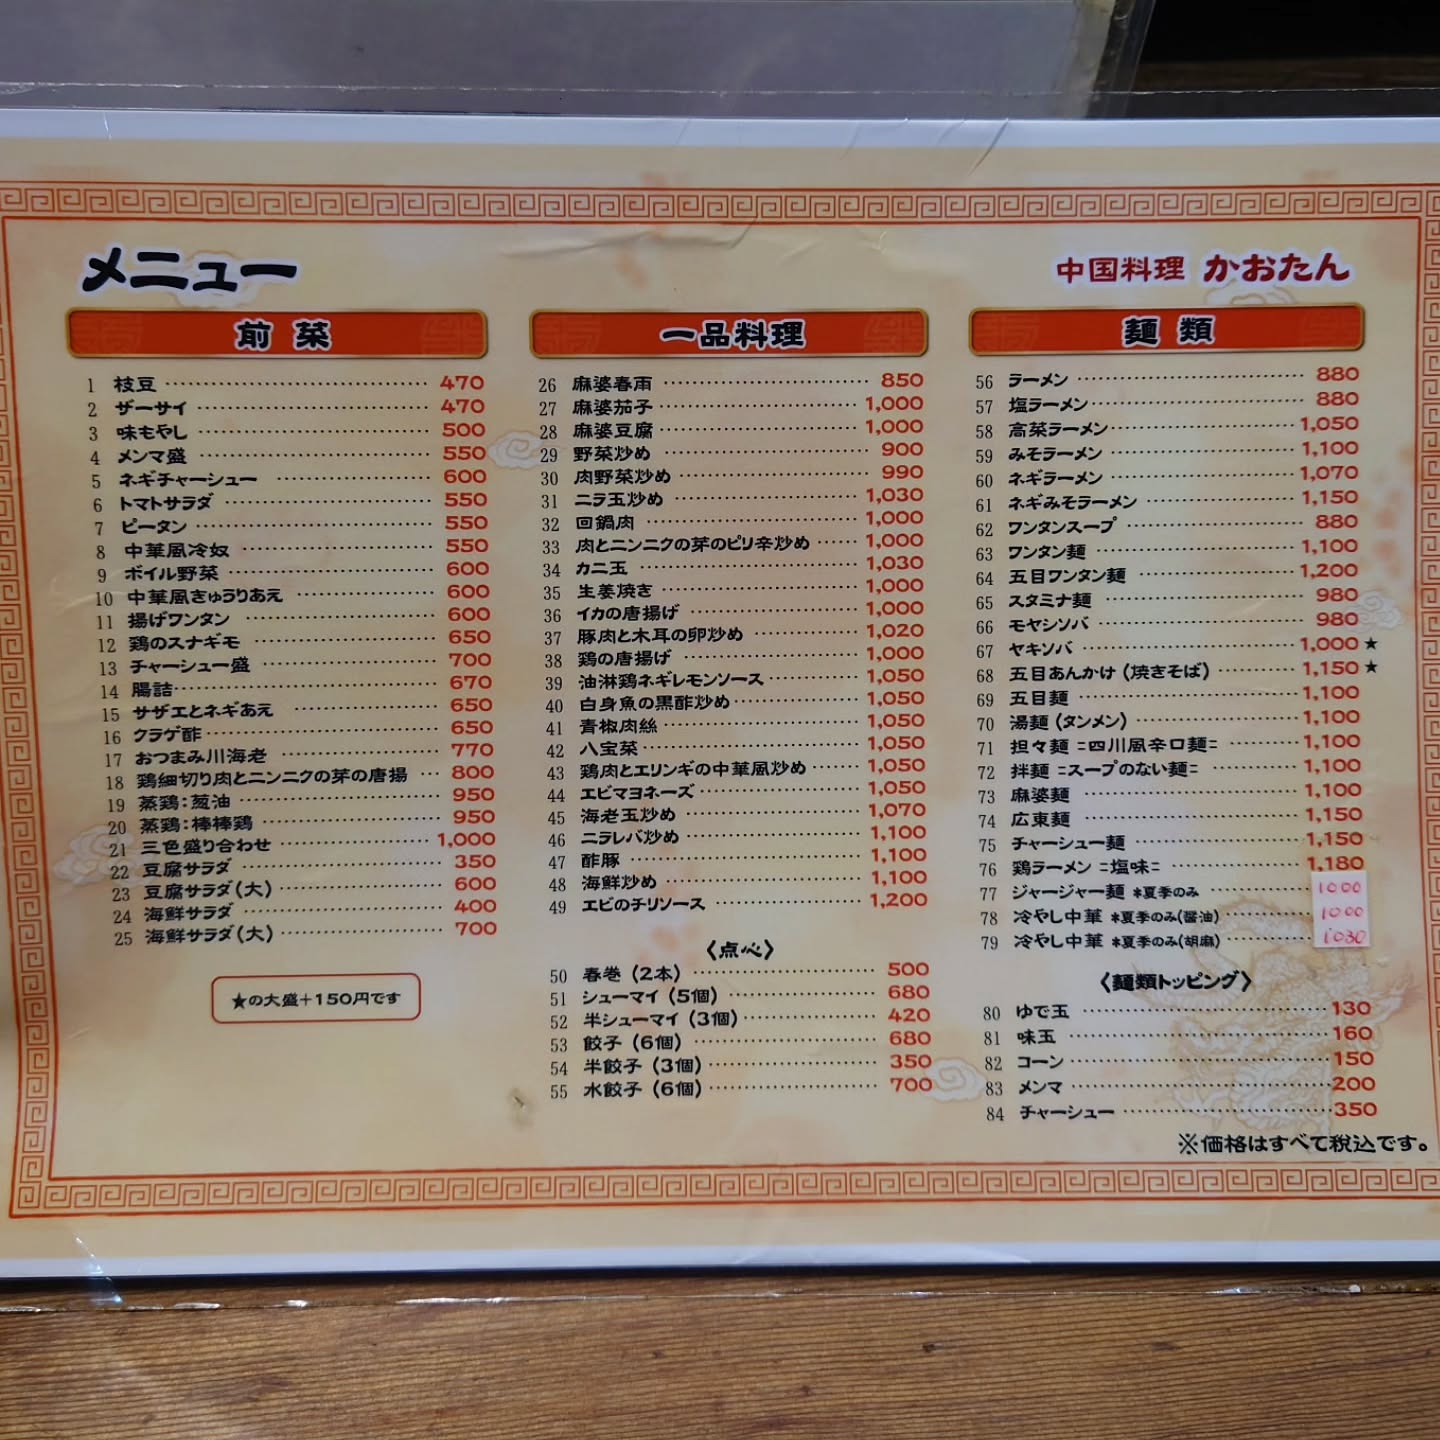 メニュー
中国料理 かおたん
前菜
1 枝豆 470
2 ザーサイ 470
3 味もやし 500
4 メンマ盛 550
5 ネギチャーシュー 600
6 トマトサラダ 550
7 ピータン 550
8 中華風冷奴 550
9 ボイル野菜 600
10 中華風きゅうりあえ 600
11 揚げワンタン 600
12 鶏のスナギモ 650
13 チャーシュー盛 700
14 腸詰 670
15 サザエとネギあえ 650
16 クラゲ酢 650
17 おつまみ川海老 770
18 鶏細切り肉とニンニクの芽の唐揚 800
19 蒸鶏:葱油 950
20 蒸鶏:棒棒鶏 950
21 三色盛り合わせ 1,000
22 豆腐サラダ 350
23 豆腐サラダ(大) 600
24 海鮮サラダ 400
25 海鮮サラダ(大) 700
★の大盛+150円です
一品料理
26 麻婆春雨 850
27 麻婆茄子 1,000
28 麻婆豆腐 1,000
29 野菜炒め 900
30 肉野菜炒め 990
31 ニラ玉炒め 1,030
32 回鍋肉 1,000
33 肉とニンニクの芽のピリ辛炒め 1,000
34 カニ玉 1,030
35 生姜焼き 1,000
36 イカの唐揚げ 1,000
37 豚肉と木耳の卵炒め 1,020
38 鶏の唐揚げ 1,000
39 油淋鶏ネギレモンソース 1,050
40 白身魚の黒酢炒め 1,050
41 青椒肉絲 1,050
42 八宝菜 1,050
43 鶏肉とエリンギの中華風炒め 1,050
44 エビマヨネーズ 1,050
45 海老玉炒め 1,070
46 ニラレバ炒め 1,100
47 酢豚 1,100
48 海鮮炒め 1,100
49 エビのチリソース 1,200
〈点心〉
50 春巻(2本) 500
51 シューマイ(5個) 680
52 半シューマイ(3個) 420
53 餃子(6個) 680
54 半餃子(3個) 350
55 水餃子(6個) 700
麺類
56 ラーメン 880
57 塩ラーメン 880
58 高菜ラーメン 1,050
59 みそラーメン 1,100
60 ネギラーメン 1,070
61 ネギみそラーメン 1,150
62 ワンタンスープ 880
63 ワンタン麺 1,100
64 五目ワンタン麺 1,200
65 スタミナ麺 980
66 モヤシソバ 980
67 ヤキソバ 1,000 ★
68 五目あんかけ(焼きそば) 1,150 ★
69 五目麺 1,100
70 湯麺(タンメン) 1,100
71 担々麺 =四川風辛口麺= 1,100
72 拌麺 =スープのない麺= 1,100
73 麻婆麺 1,100
74 広東麺 1,150
75 チャーシュー麺 1,150
76 鶏ラーメン =塩味= 1,180
77 ジャージャー麺 *夏季のみ 1000
78 冷やし中華 *夏季のみ(醤油) 1000
79 冷やし中華 *夏季のみ(胡麻) 1030
〈麺類トッピング〉
80 ゆで玉 130
81 味玉 160
82 コーン 150
83 メンマ 200
84 チャーシュー 350
※価格はすべて税込です。